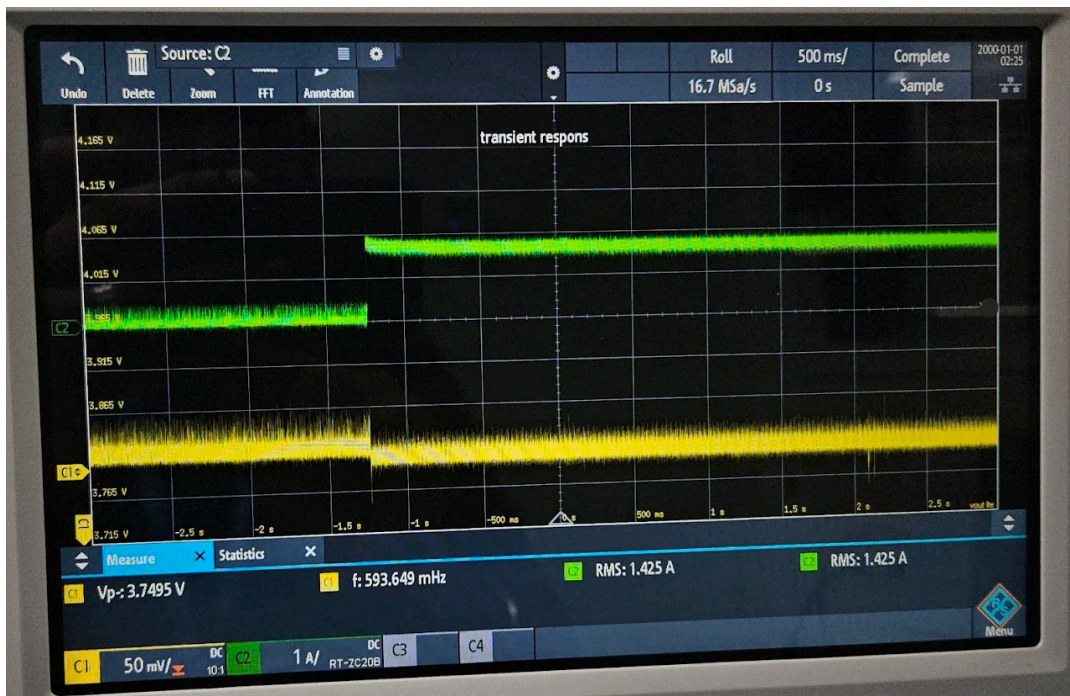 Source: C2
Undo Delete Zoom FFT Annotation
Roll 500 ms/ Complete 2000-01-01 02:25
16.7 MSa/s 0 s Sample
transient respons
4.165 V
4.115 V
4.065 V
4.015 V
C2 3.965 V
3.915 V
3.865 V
C1
3.765 V
3.715 V -2.5 s -2 s -1.5 s -1 s -500 ms 0 s 500 ms 1 s 1.5 s 2 s 2.5 s
C1
Measure Statistics
C1 Vp-: 3.7495 V C1 f: 593.649 mHz C2 RMS: 1.425 A C2 RMS: 1.425 A
Menu
C1 50 mV/ DC 10:1 C2 1 A/ DC RT-ZC20B C3 C4